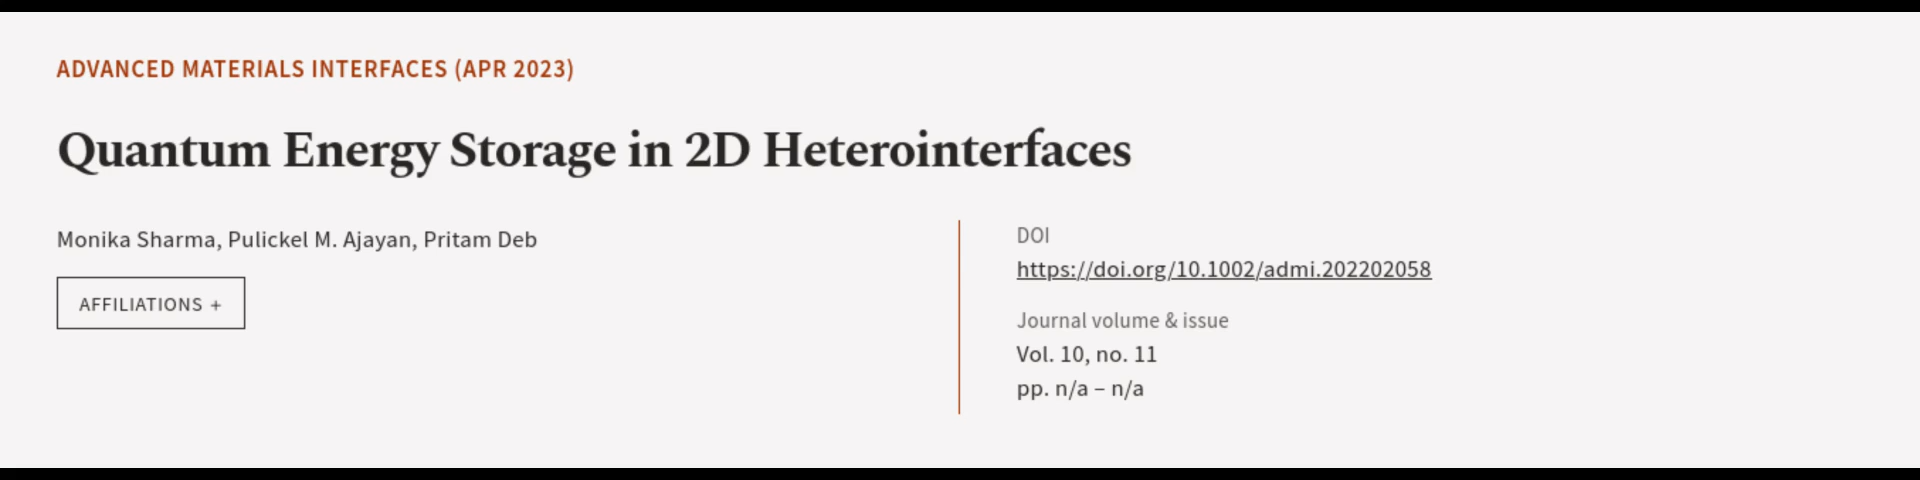 ADVANCED MATERIALS INTERFACES (APR 2023)
Quantum Energy Storage in 2D Heterointerfaces
Monika Sharma, Pulickel M. Ajayan, Pritam Deb
AFFILIATIONS +
DOI
https://doi.org/10.1002/admi.202202058
Journal volume & issue
Vol. 10, no. 11
pp. n/a – n/a